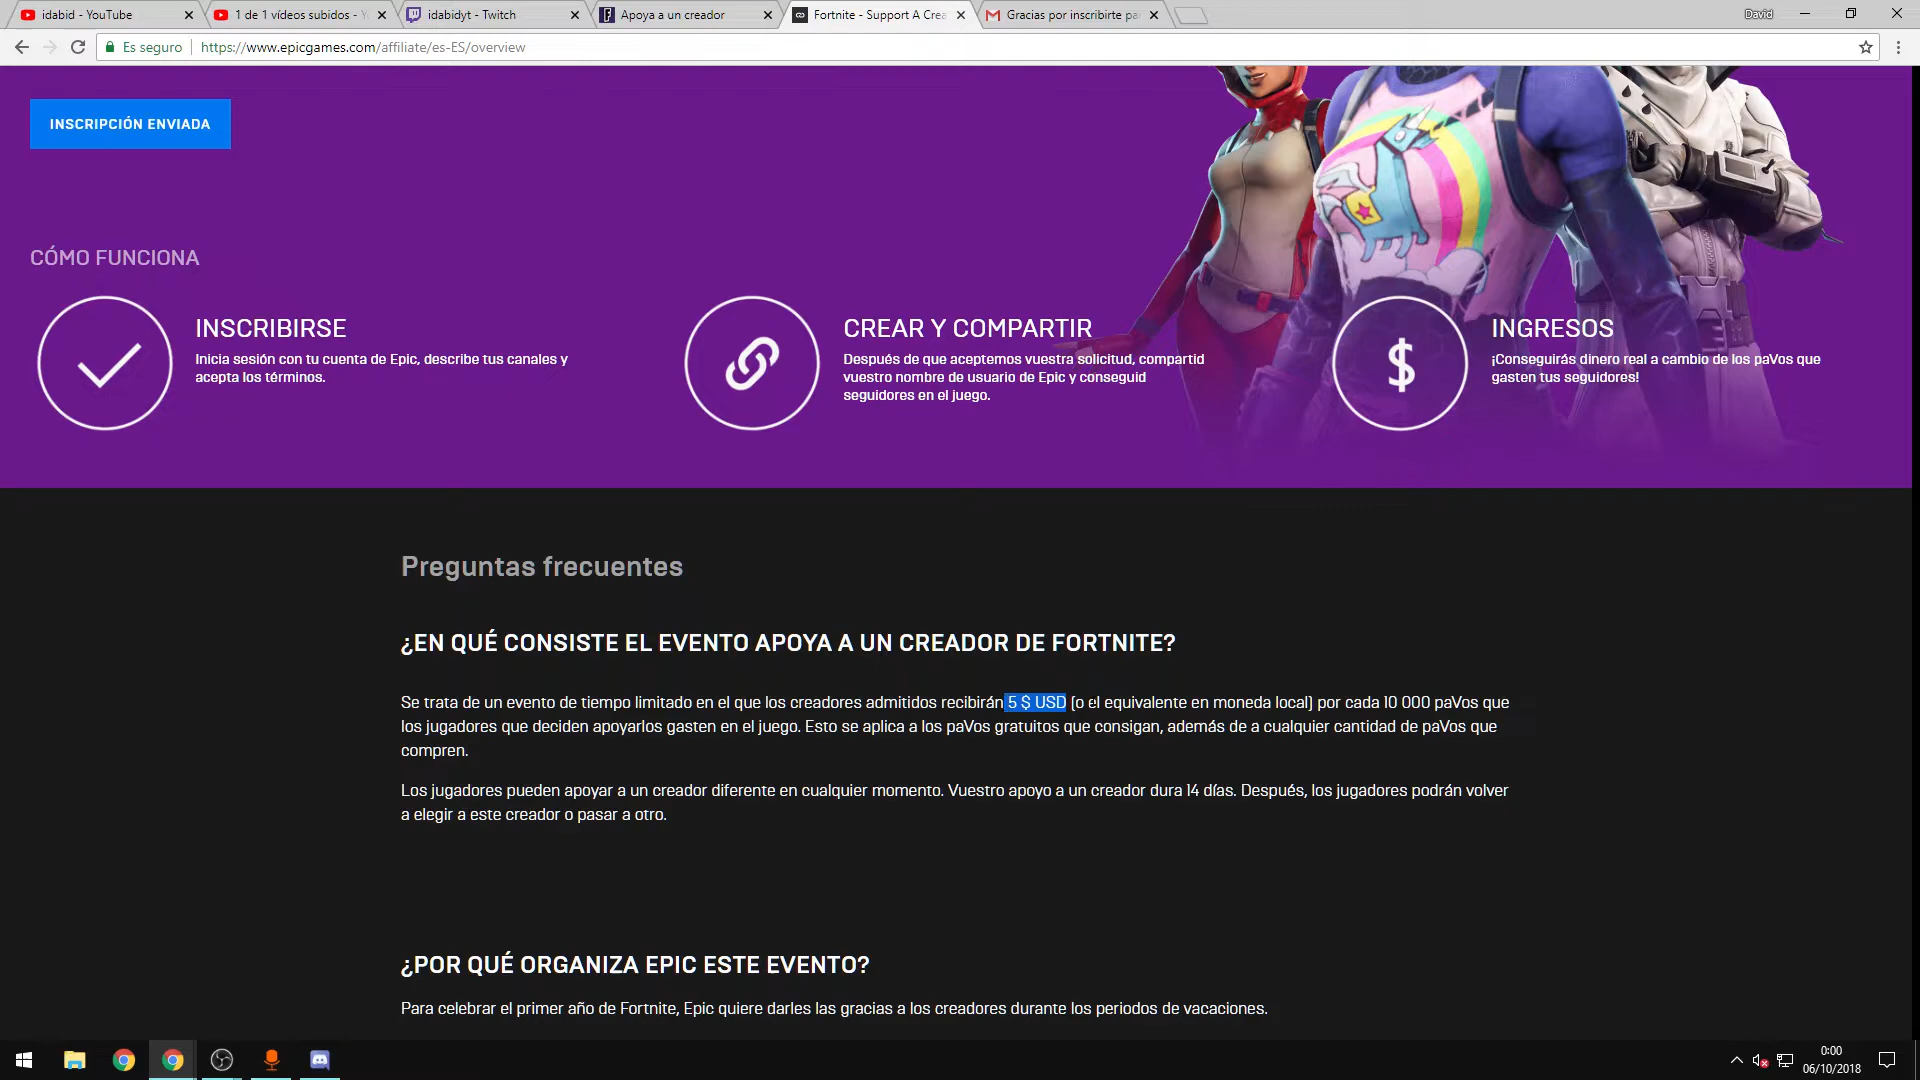 idabid - YouTube
1 de 1 vídeos subidos - Y
idabidyt - Twitch
Apoya a un creador
Fortnite - Support A Crea
Gracias por inscribirte pa
David
Es seguro
https://www.epicgames.com/affiliate/es-ES/overview
INSCRIPCIÓN ENVIADA
CÓMO FUNCIONA
INSCRIBIRSE
Inicia sesión con tu cuenta de Epic, describe tus canales y
acepta los términos.
CREAR Y COMPARTIR
Después de que aceptemos vuestra solicitud, compartid
vuestro nombre de usuario de Epic y conseguid
seguidores en el juego.
$
INGRESOS
¡Conseguirás dinero real a cambio de los paVos que
gasten tus seguidores!
Preguntas frecuentes
¿EN QUÉ CONSISTE EL EVENTO APOYA A UN CREADOR DE FORTNITE?
Se trata de un evento de tiempo limitado en el que los creadores admitidos recibirán 5 $ USD (o el equivalente en moneda local) por cada 10 000 paVos que
los jugadores que deciden apoyarlos gasten en el juego. Esto se aplica a los paVos gratuitos que consigan, además de a cualquier cantidad de paVos que
compren.
Los jugadores pueden apoyar a un creador diferente en cualquier momento. Vuestro apoyo a un creador dura 14 días. Después, los jugadores podrán volver
a elegir a este creador o pasar a otro.
¿POR QUÉ ORGANIZA EPIC ESTE EVENTO?
Para celebrar el primer año de Fortnite, Epic quiere darles las gracias a los creadores durante los periodos de vacaciones.
0:00
06/10/2018